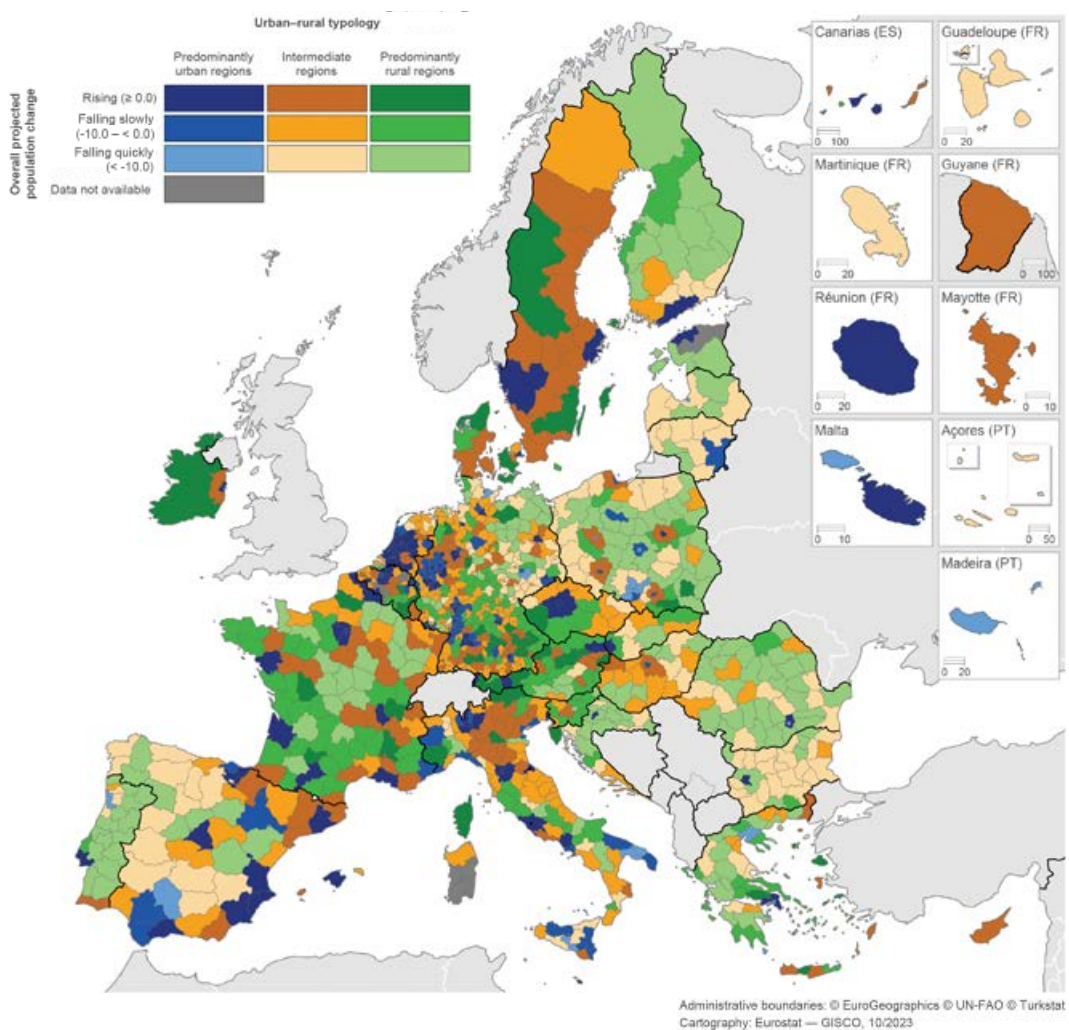 Urban–rural typology
Predominantly urban regions
Intermediate regions
Predominantly rural regions
Overall projected population change
Rising (≥ 0.0)
Falling slowly (-10.0 – < 0.0)
Falling quickly (< -10.0)
Data not available
Canarias (ES)
0 100
Guadeloupe (FR)
0 20
Martinique (FR)
0 20
Guyane (FR)
0 100
Réunion (FR)
0 20
Mayotte (FR)
0 10
Malta
0 10
Açores (PT)
0 50
Madeira (PT)
0 20
Administrative boundaries: © EuroGeographics © UN-FAO © Turkstat
Cartography: Eurostat — GISCO, 10/2023